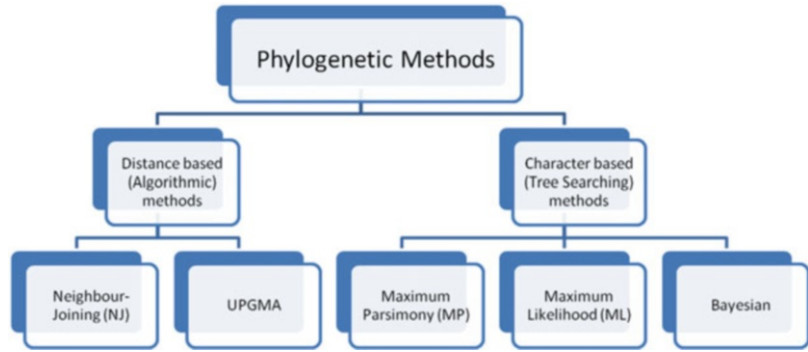 Phylogenetic Methods
Distance based
(Algorithmic)
methods
Character based
(Tree Searching)
methods
Neighbour-
Joining (NJ)
UPGMA
Maximum
Parsimony (MP)
Maximum
Likelihood (ML)
Bayesian